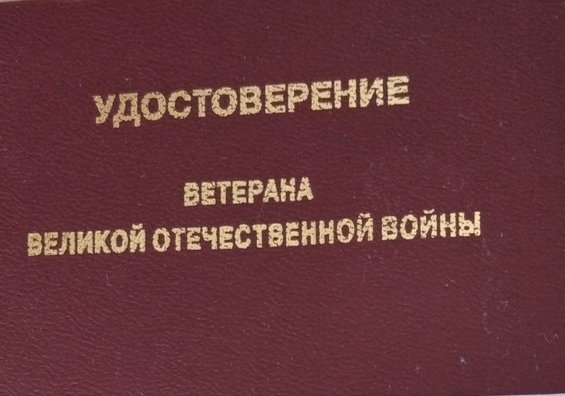 УДОСТОВЕРЕНИЕ
ВЕТЕРАНА
ВЕЛИКОЙ ОТЕЧЕСТВЕННОЙ ВОЙНЫ